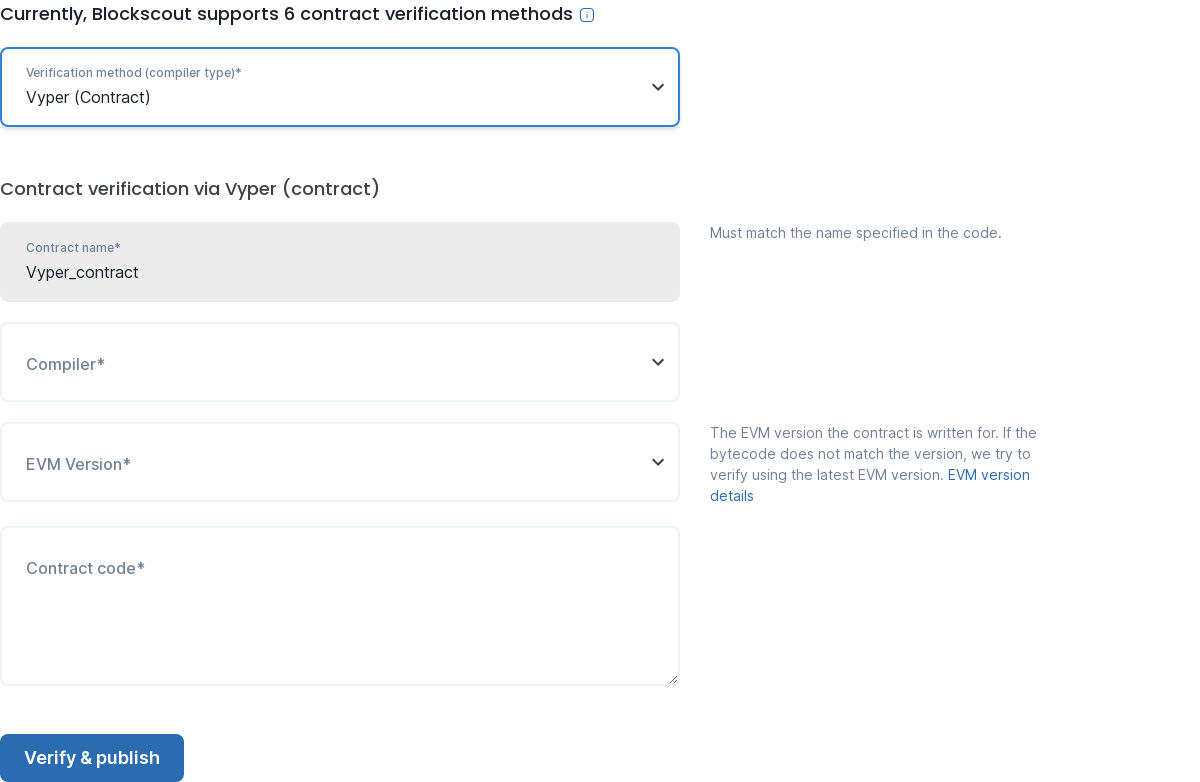 Currently, Blockscout supports 6 contract verification methods
Verification method (compiler type)*
Vyper (Contract)
Contract verification via Vyper (contract)
Contract name*
Vyper_contract
Must match the name specified in the code.
Compiler*
EVM Version*
The EVM version the contract is written for. If the
bytecode does not match the version, we try to
verify using the latest EVM version. EVM version
details
Contract code*
Verify & publish